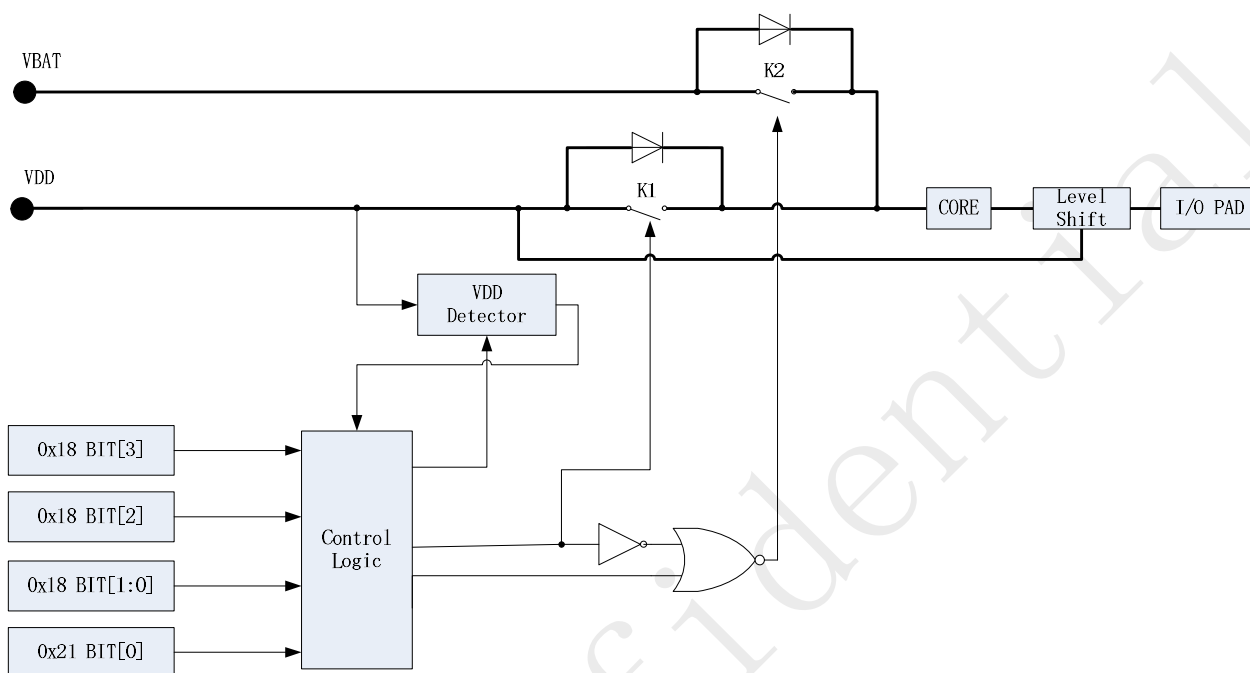 VBAT
K2
VDD
K1
CORE
Level
Shift
I/O PAD
VDD
Detector
0x18 BIT[3]
0x18 BIT[2]
0x18 BIT[1:0]
0x21 BIT[0]
Control
Logic
fidential